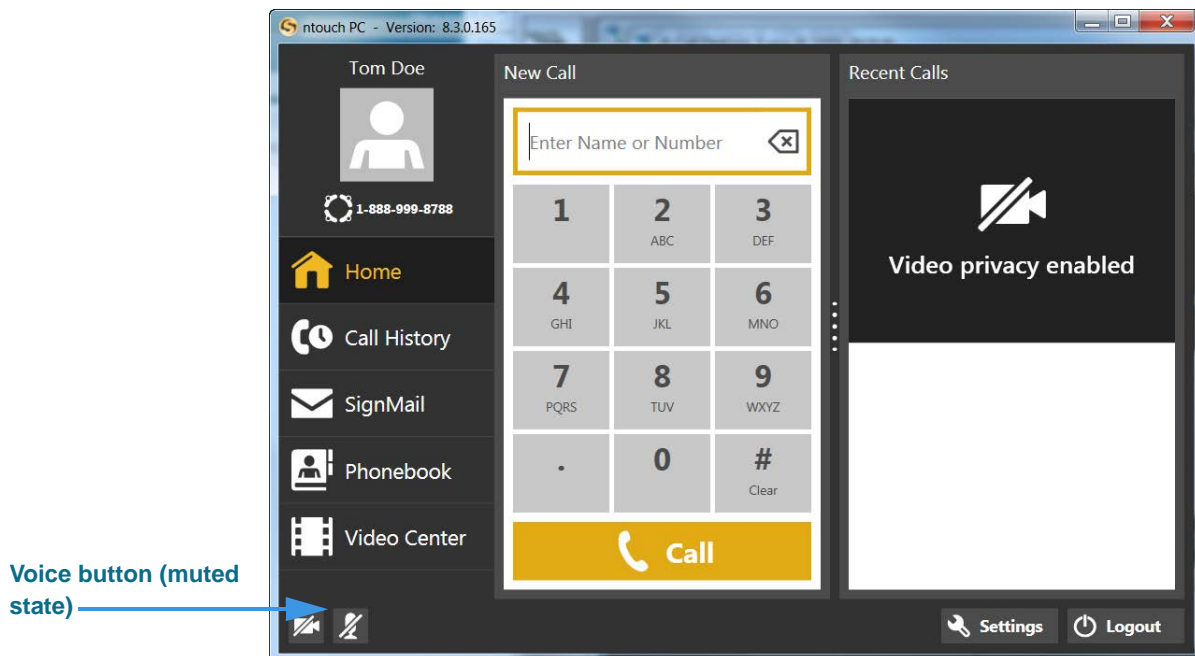 ntouch PC - Version: 8.3.0.165
Tom Doe
1-888-999-8788
Home
Call History
SignMail
Phonebook
Video Center
New Call
Enter Name or Number
1
2
ABC
3
DEF
4
GHI
5
JKL
6
MNO
7
PQRS
8
TUV
9
WXYZ
.
0
#
Clear
Call
Recent Calls
Video privacy enabled
Voice button (muted
state)
Settings
Logout